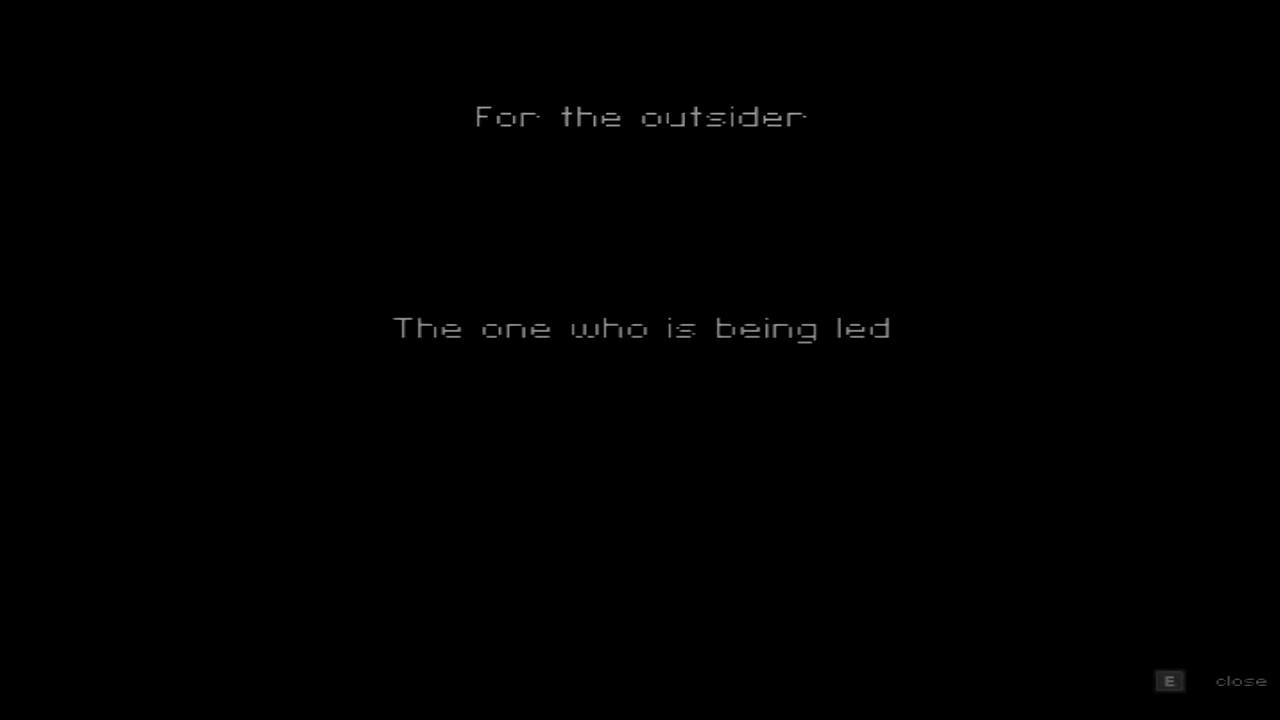 For the outsider
The one who is being led
E close